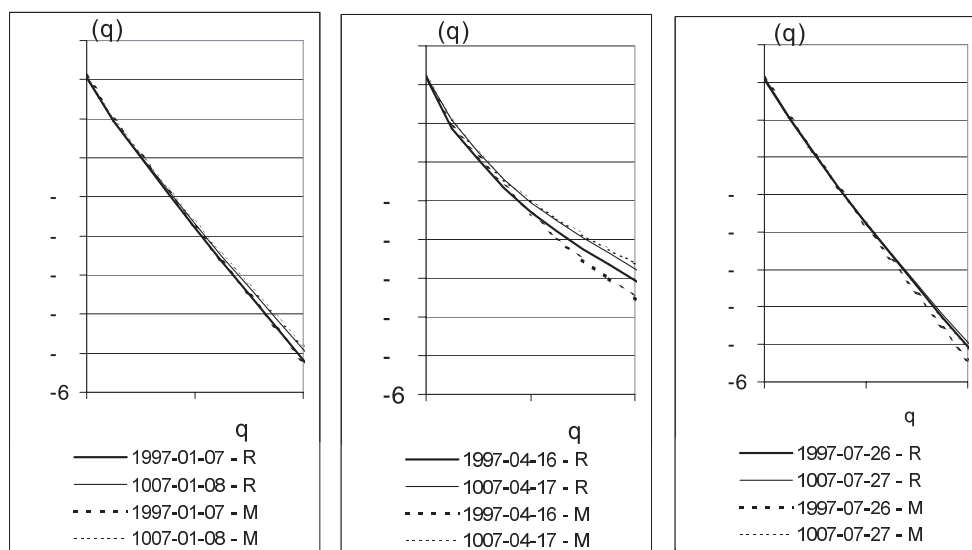 (q)
-
-
-
-
-
-6
q
1997-01-07 - R
1007-01-08 - R
1997-01-07 - M
1007-01-08 - M
(q)
-
-
-
-
-
-6
q
1997-04-16 - R
1007-04-17 - R
1997-04-16 - M
1007-04-17 - M
(q)
-
-
-
-
-
-6
q
1997-07-26 - R
1007-07-27 - R
1997-07-26 - M
1007-07-27 - M